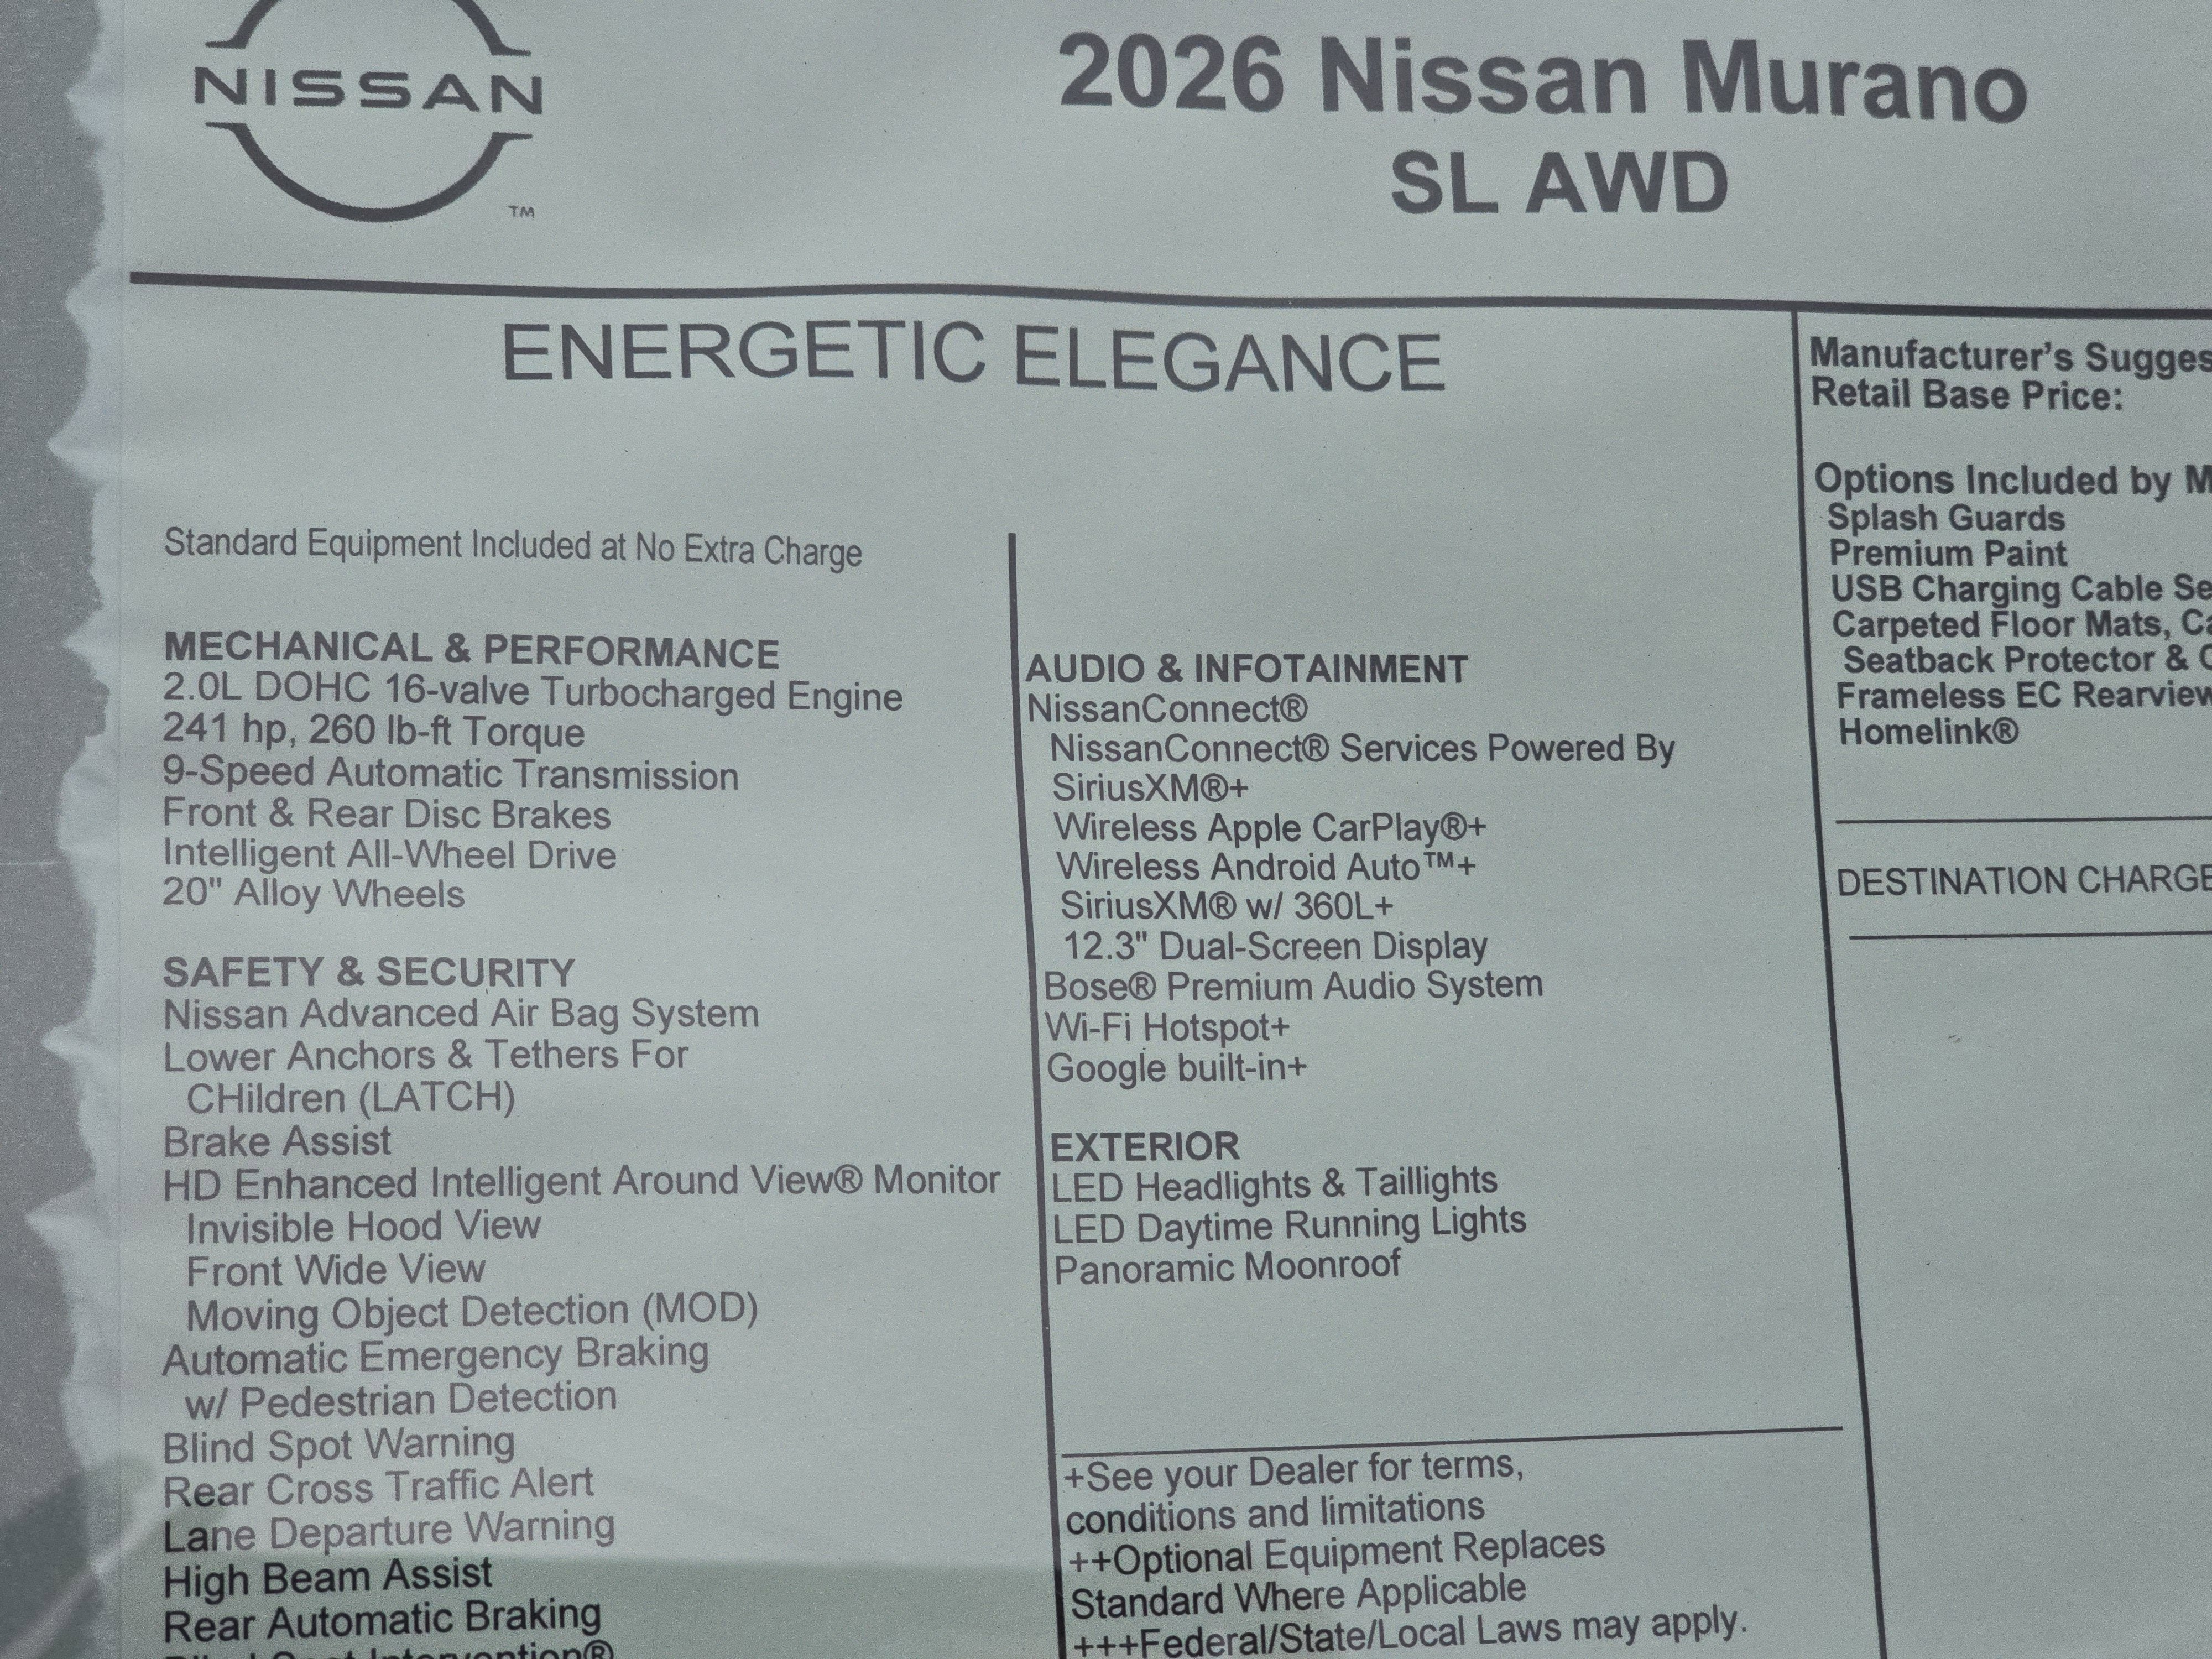 NISSAN
TM
2026 Nissan Murano
SL AWD
ENERGETIC ELEGANCE
Standard Equipment Included at No Extra Charge
MECHANICAL & PERFORMANCE
2.0L DOHC 16-valve Turbocharged Engine
241 hp, 260 lb-ft Torque
9-Speed Automatic Transmission
Front & Rear Disc Brakes
Intelligent All-Wheel Drive
20" Alloy Wheels
SAFETY & SECURITY
Nissan Advanced Air Bag System
Lower Anchors & Tethers For
CHildren (LATCH)
Brake Assist
HD Enhanced Intelligent Around View® Monitor
Invisible Hood View
Front Wide View
Moving Object Detection (MOD)
Automatic Emergency Braking
w/ Pedestrian Detection
Blind Spot Warning
Rear Cross Traffic Alert
Lane Departure Warning
High Beam Assist
Rear Automatic Braking
Blind Spot Intervention®
AUDIO & INFOTAINMENT
NissanConnect®
NissanConnect® Services Powered By
SiriusXM®+
Wireless Apple CarPlay®+
Wireless Android Auto™+
SiriusXM® w/ 360L+
12.3" Dual-Screen Display
Bose® Premium Audio System
Wi-Fi Hotspot+
Google built-in+
EXTERIOR
LED Headlights & Taillights
LED Daytime Running Lights
Panoramic Moonroof
+See your Dealer for terms,
conditions and limitations
++Optional Equipment Replaces
Standard Where Applicable
+++Federal/State/Local Laws may apply.
Manufacturer's Sugges
Retail Base Price:
Options Included by M
Splash Guards
Premium Paint
USB Charging Cable Se
Carpeted Floor Mats, Ca
Seatback Protector &
Frameless EC Rearview
Homelink®
DESTINATION CHARGE